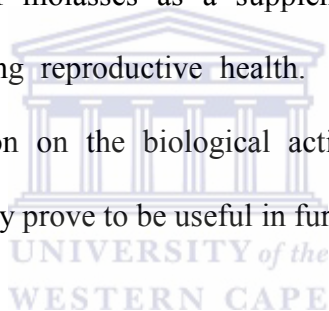 molasses as a supplem
ng reproductive health.
on on the biological acti
y prove to be useful in fur
UNIVERSITY of the
WESTERN CAPE